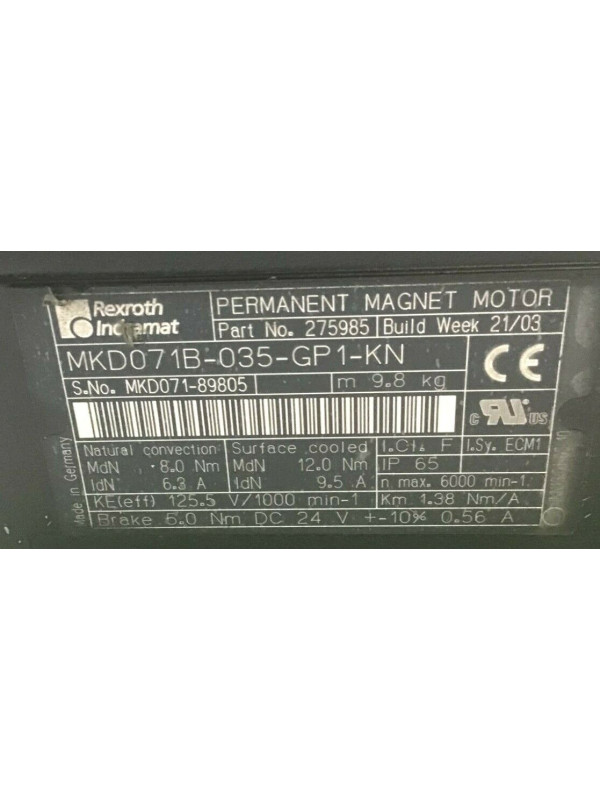 Rexroth
Indramat
PERMANENT MAGNET MOTOR
Part No. 275985 Build Week 21/03
MKD071B-035-GP1-KN
S.No. MKD071-89805 m 9.8 kg
CE
c RU US
Made in Germany
Natural convection Surface cooled I.Cl. F I.Sy. ECM1
MdN 8.0 Nm MdN 12.0 Nm IP 65
IdN 6.3 A IdN 9.5 A n max. 6000 min-1
KE(eff) 125.5 V/1000 min-1 Km 1.38 Nm/A
Brake 5.0 Nm DC 24 V +-10% 0.56 A